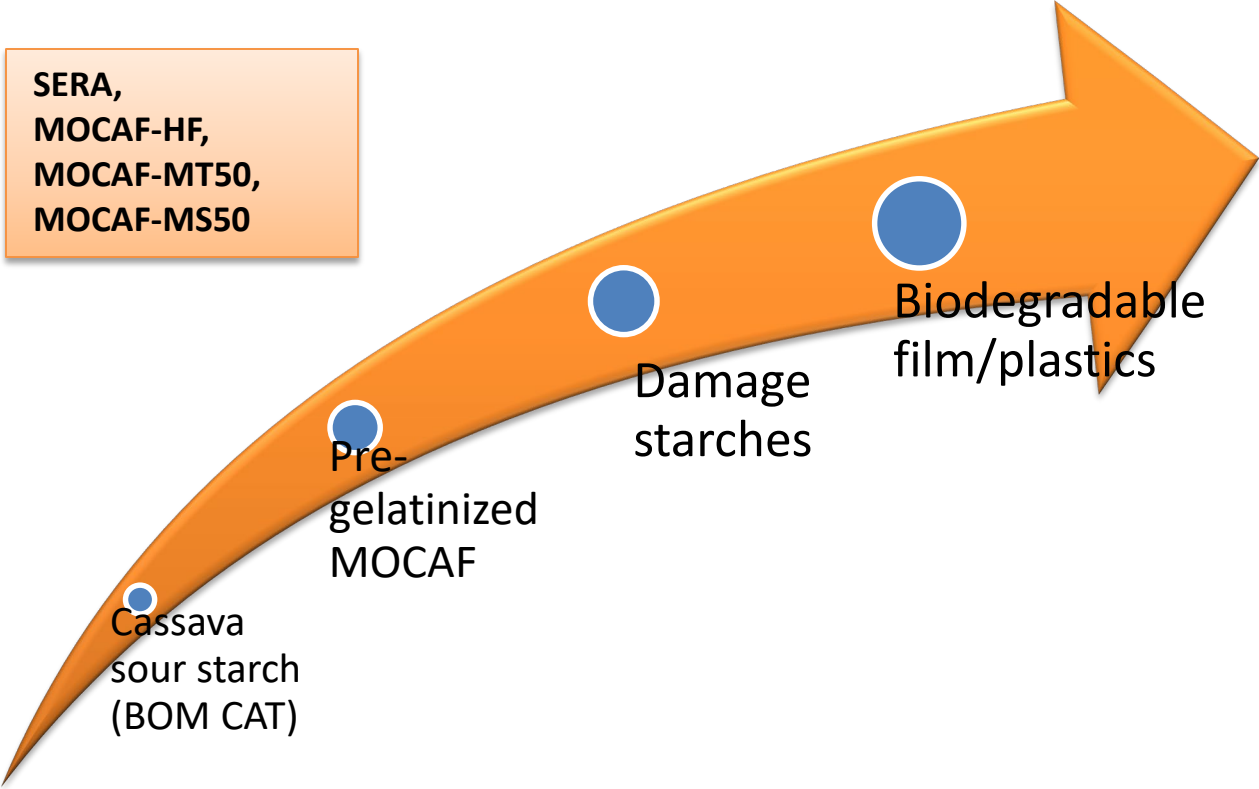 SERA,
MOCAF-HF,
MOCAF-MT50,
MOCAF-MS50
Biodegradable
film/plastics
Damage
starches
Pre-
gelatinized
MOCAF
Cassava
sour starch
(BOM CAT)